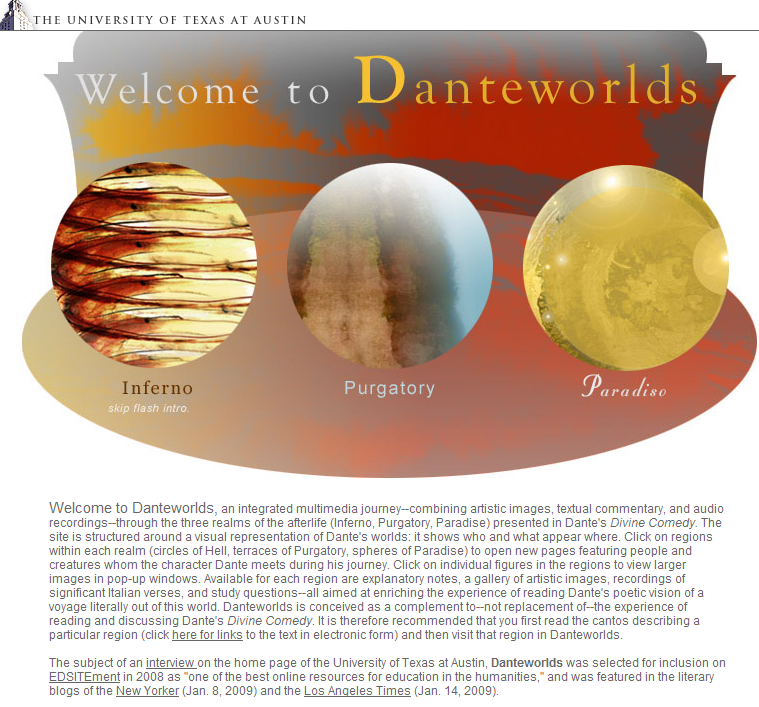 THE UNIVERSITY OF TEXAS AT AUSTIN
Welcome to Danteworlds
Inferno
skip flash intro.
Purgatory
Paradiso
Welcome to Danteworlds, an integrated multimedia journey--combining artistic images, textual commentary, and audio
recordings--through the three realms of the afterlife (Inferno, Purgatory, Paradise) presented in Dante's Divine Comedy. The
site is structured around a visual representation of Dante's worlds: it shows who and what appear where. Click on regions
within each realm (circles of Hell, terraces of Purgatory, spheres of Paradise) to open new pages featuring people and
creatures whom the character Dante meets during his journey. Click on individual figures in the regions to view larger
images in pop-up windows. Available for each region are explanatory notes, a gallery of artistic images, recordings of
significant Italian verses, and study questions--all aimed at enriching the experience of reading Dante's poetic vision of a
voyage literally out of this world. Danteworlds is conceived as a complement to--not replacement of--the experience of
reading and discussing Dante's Divine Comedy. It is therefore recommended that you first read the cantos describing a
particular region (click here for links to the text in electronic form) and then visit that region in Danteworlds.
The subject of an interview on the home page of the University of Texas at Austin, Danteworlds was selected for inclusion on
EDSITEment in 2008 as "one of the best online resources for education in the humanities," and was featured in the literary
blogs of the New Yorker (Jan. 8, 2009) and the Los Angeles Times (Jan. 14, 2009).